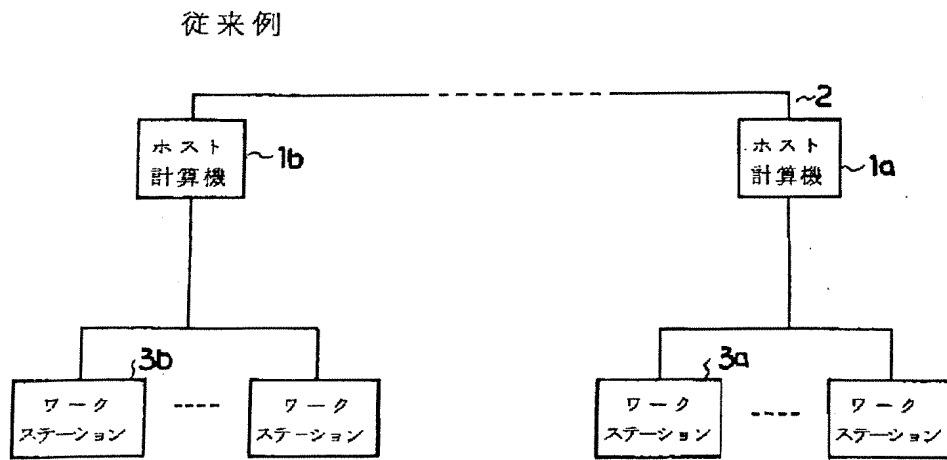 従来例
2
ホスト
計算機
1b
ホスト
計算機
1a
3b
3a
ワーク
ステーション
ワーク
ステーション
ワーク
ステーション
ワーク
ステーション